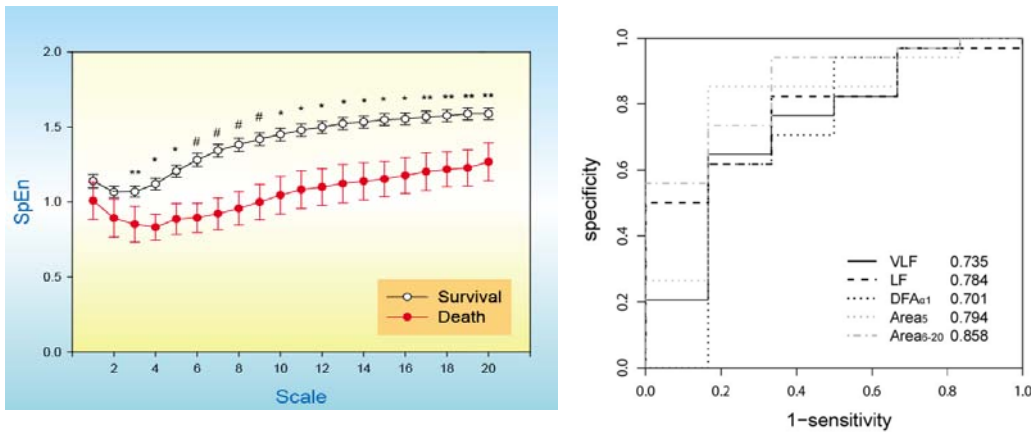 2.0
1.5
1.0
0.5
0.0
SpEn
** * * # # # # * * * * * * * ** ** ** **
Survival
Death
2 4 6 8 10 12 14 16 18 20
Scale
1.0
0.8
0.6
0.4
0.2
0.0
specificity
VLF 0.735
LF 0.784
DFAα1 0.701
Area5 0.794
Area6-20 0.858
0.0 0.2 0.4 0.6 0.8 1.0
1-sensitivity